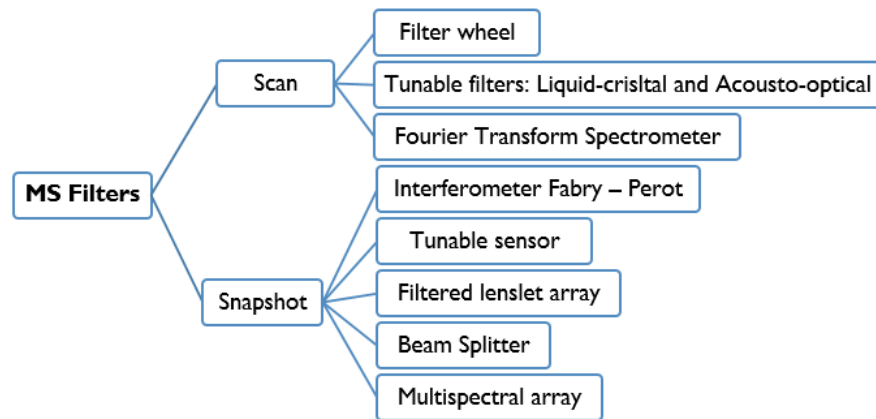 MS Filters
Scan
Filter wheel
Tunable filters: Liquid-crisltal and Acousto-optical
Fourier Transform Spectrometer
Snapshot
Interferometer Fabry – Perot
Tunable sensor
Filtered lenslet array
Beam Splitter
Multispectral array